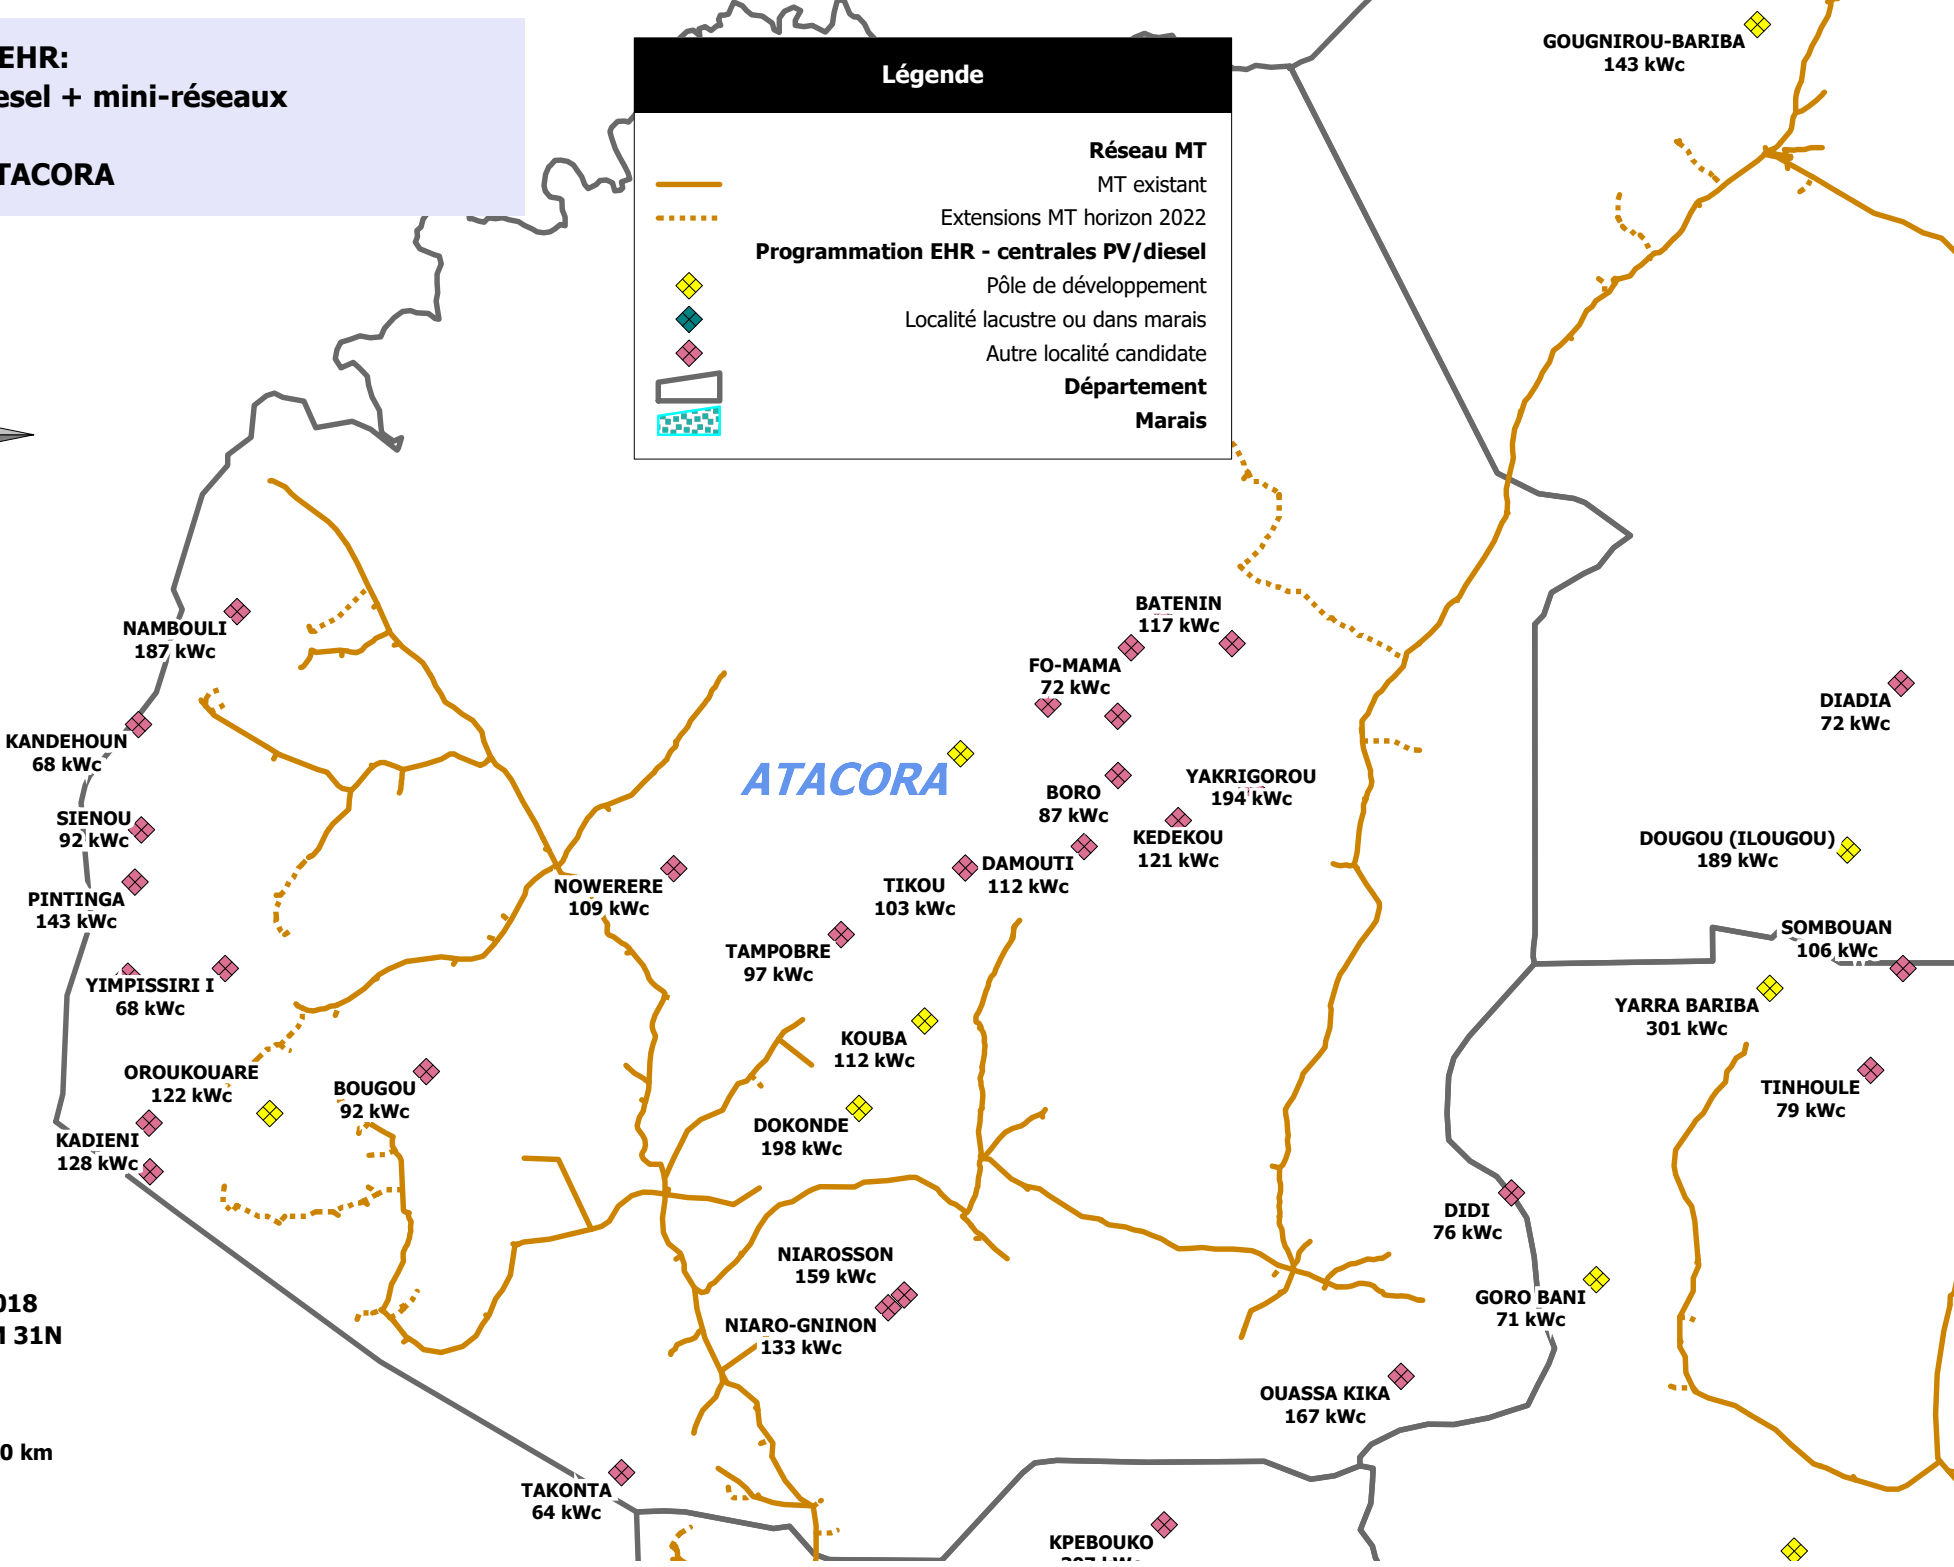 EHR:
esel + mini-réseaux
TACORA
Légende
Réseau MT
MT existant
Extensions MT horizon 2022
Programmation EHR - centrales PV/diesel
Pôle de développement
Localité lacustre ou dans marais
Autre localité candidate
Département
Marais
GOUGNIROU-BARIBA
143 kWc
NAMBOULI
187 kWc
BATENIN
117 kWc
FO-MAMA
72 kWc
DIADIA
72 kWc
KANDEHOUN
68 kWc
ATACORA
YAKRIGOROU
194 kWc
BORO
87 kWc
SIENOU
92 kWc
KEDEKOU
121 kWc
DOUGOU (ILOUGOU)
189 kWc
DAMOUTI
112 kWc
TIKOU
103 kWc
NOWERERE
109 kWc
PINTINGA
143 kWc
SOMBOUAN
106 kWc
TAMPOBRE
97 kWc
YIMPISSIRI I
68 kWc
YARRA BARIBA
301 kWc
KOUBA
112 kWc
OROUKOUARE
122 kWc
BOUGOU
92 kWc
TINHOULE
79 kWc
DOKONDE
198 kWc
KADIENI
128 kWc
DIDI
76 kWc
NIAROSSON
159 kWc
GORO BANI
71 kWc
018
M 31N
NIARO-GNINON
133 kWc
OUASSA KIKA
167 kWc
0 km
TAKONTA
64 kWc
KPEBOUKO